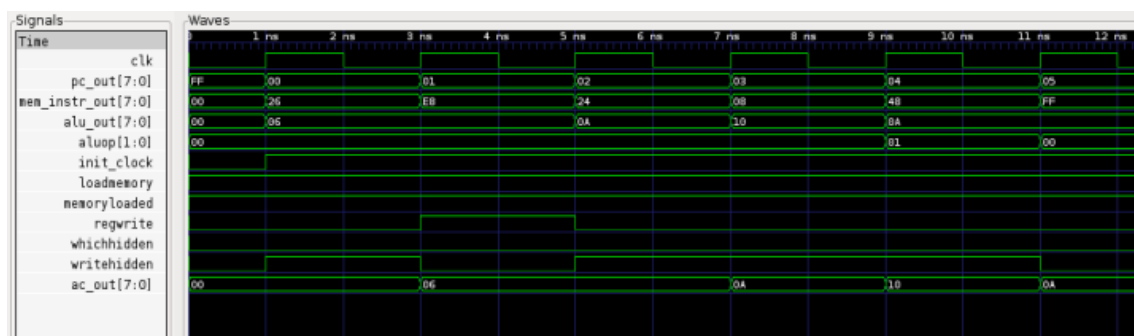 Signals
Waves
Time
1 ns 2 ns 3 ns 4 ns 5 ns 6 ns 7 ns 8 ns 9 ns 10 ns 11 ns 12 ns
clk
pc_out[7:0] FF 00 01 02 03 04 05
mem_instr_out[7:0] 00 26 E8 24 08 48 FF
alu_out[7:0] 00 06 0A 10 0A
aluop[1:0] 00 01 00
init_clock
loadmemory
memoryloaded
regwrite
whichhidden
writehidden
ac_out[7:0] 00 06 0A 10 0A